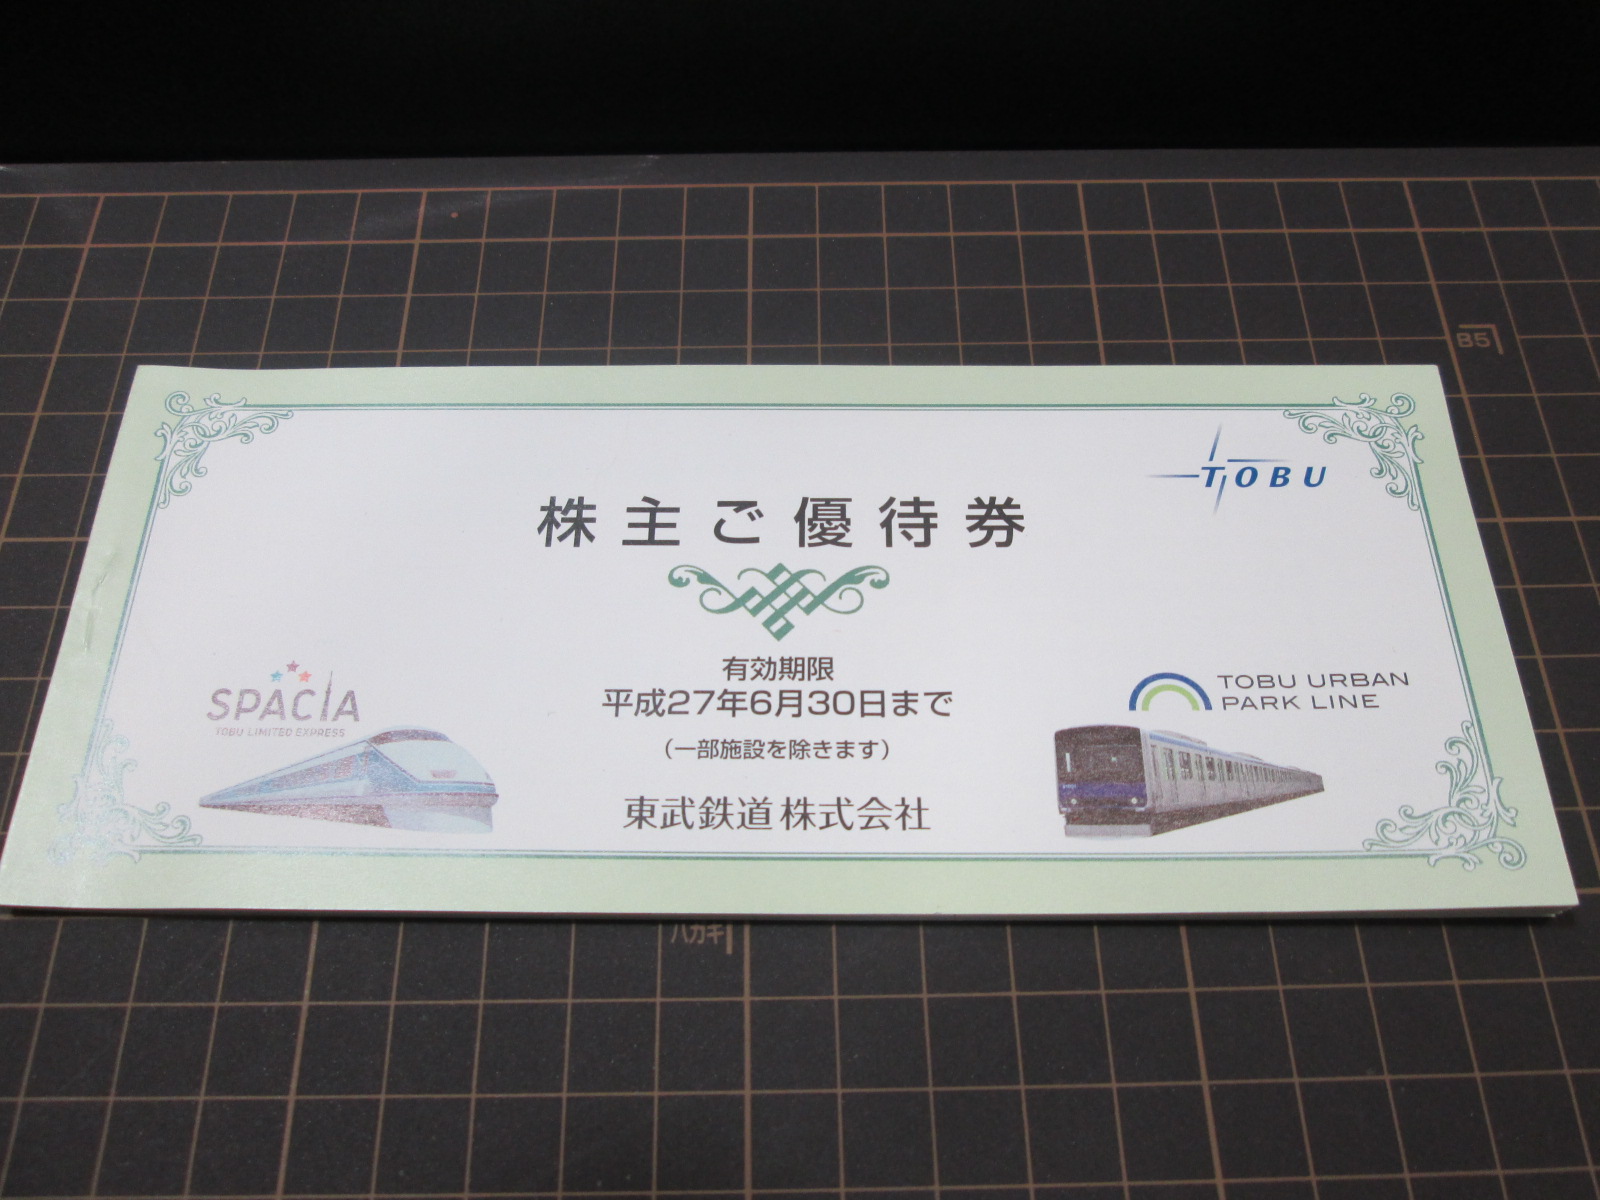 B5
TOBU
株主ご優待券
有効期限
平成27年6月30日まで
(一部施設を除きます)
東武鉄道株式会社
SPACIA
TOBU LIMITED EXPRESS
TOBU URBAN
PARK LINE
ハガキ